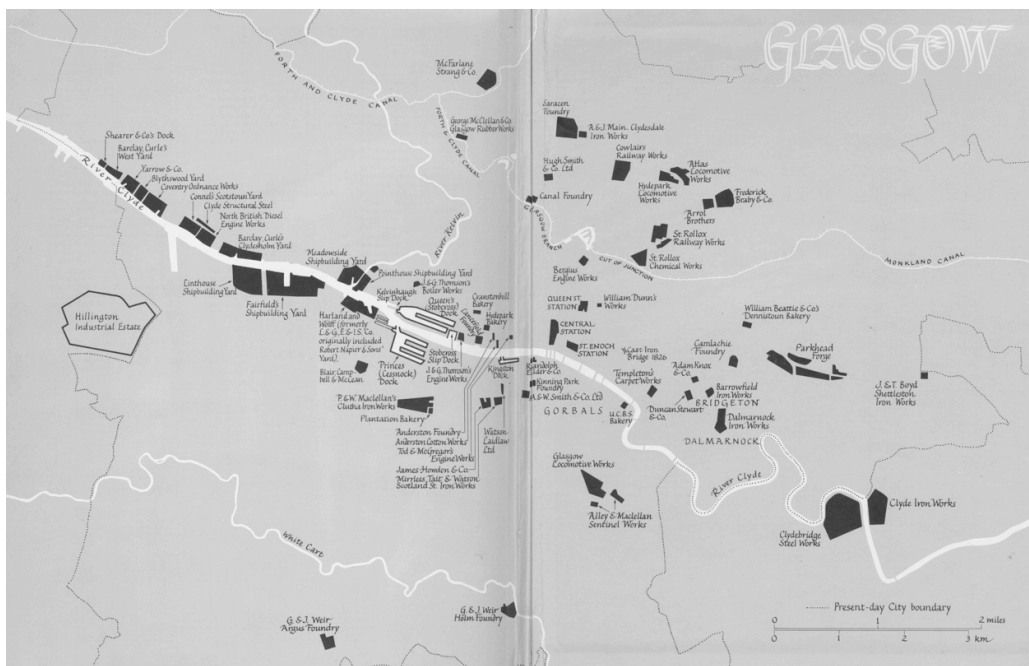 GLASGOW
McFarlane
Strang & Co.
FORTH AND CLYDE CANAL
George McClellan & Co.
Glasgow Rubber Works
FORTH & CLYDE CANAL
Saracen
Foundry
A & J Main. Clydesdale
Iron Works
Cowlairs
Railway Works
Atlas
Locomotive
Works
Hugh Smith
& Co. Ltd
Hydepark
Locomotive
Works
Frederick
Braby & Co.
Canal Foundry
Arrol
Brothers
GLASGOW BRANCH
St. Rollox
Railway Works
St. Rollox
Chemical Works
CUT OF JUNCTION
MONKLAND CANAL
Bergius
Engine Works
Shearer & Co's Dock
Barclay, Curle's
West Yard
Yarrow & Co.
Blythswood Yard
Coventry Ordnance Works
Connel's Scotstoun Yard
Clyde Structural Steel
North British Diesel
Engine Works
Barclay, Curle's
Clydeholm Yard
River Clyde
River Kelvin
Meadowside
Shipbuilding Yard
Pointhouse Shipbuilding Yard
J & G. Thomson's
Boiler Works
Kelvinhaugh
Slip Dock
Queen's
(Stobcross)
Dock
Cranstonhill
Bakery
Lancefield
Foundry
Hydepark
Bakery
Linthouse
Shipbuilding Yard
Fairfield's
Shipbuilding Yard
Harland and
Wolff (formerly
L. & G. E. & I. S. Co.
originally included
Robert Napier & Sons'
Yard).
Princes
(Cessnock)
Dock
Stobcross
Slip Dock
J & G. Thomson's
Engine Works
Kingston
Dock
Blair Camp-
bell & McLean.
P. & W. MacLellan's
Clutha Iron Works
Plantation Bakery
Anderston Foundry
Anderston Cotton Works
Tod & McGregor's
Engine Works
James Howden & Co.
Mirrlees, Tait & Watson
Scotland St. Iron Works
Watson
Laidlaw
Ltd
Hillington
Industrial Estate
QUEEN ST.
STATION
William Dunn's
Works
CENTRAL
STATION
ST. ENOCH
STATION
Cast Iron
Bridge 1826
Randolph
Elder & Co.
Kinning Park
Foundry
A & W. Smith & Co. Ltd
GORBALS
U.C.B.S.
Bakery
Templeton's
Carpet Works
Adam Knox
& Co.
Duncan Stewart
& Co.
Barrowfield
Iron Works
BRIDGETON
Dalmarnock
Iron Works
DALMARNOCK
Camlachie
Foundry
William Beattie & Co's
Dennistoun Bakery
Parkhead
Forge
J. & T. Boyd
Shettleston
Iron Works
Glasgow
Locomotive Works
Alley & Maclellan
Sentinel Works
River Clyde
Clydebridge
Steel Works
Clyde Iron Works
White Cart
G. & J. Weir
Argus Foundry
G. & J. Weir
Holm Foundry
Present-day City boundary
0 1 2 miles
0 1 2 3 km